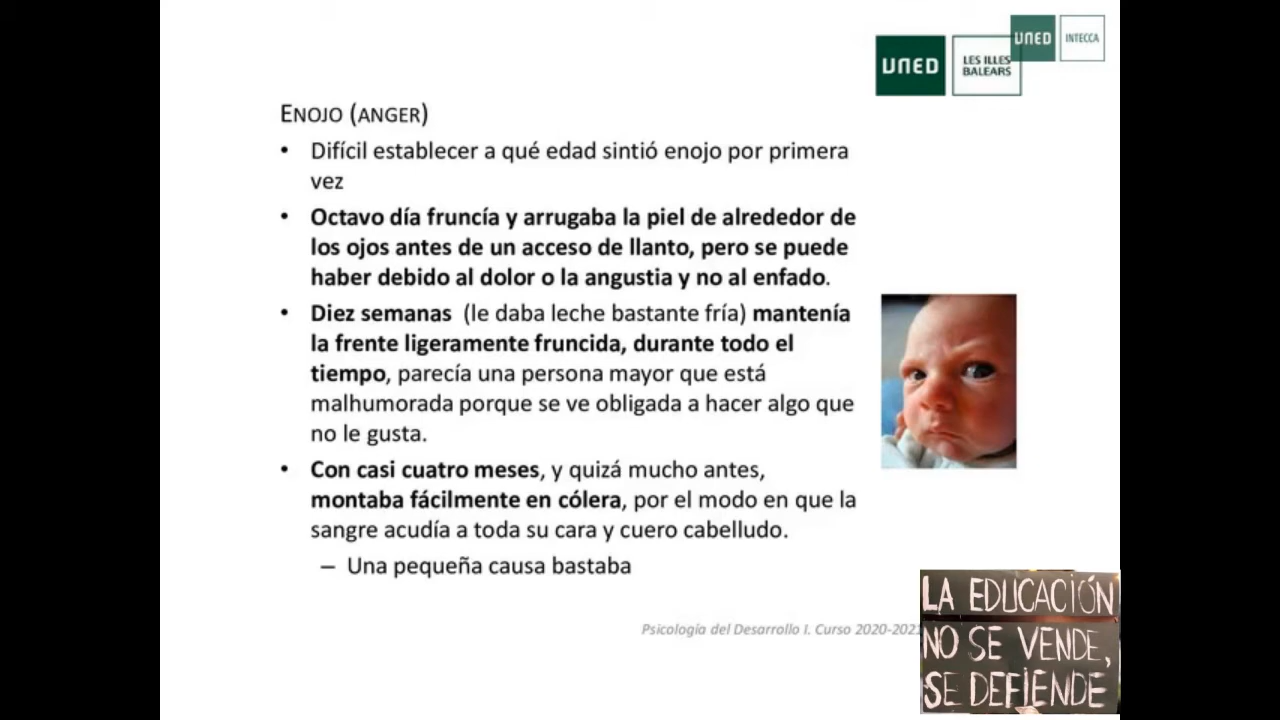 UNED
INTECCA
UNED
LES ILLES
BALEARS
ENOJO (ANGER)
• Difícil establecer a qué edad sintió enojo por primera
vez
• Octavo día fruncía y arrugaba la piel de alrededor de
los ojos antes de un acceso de llanto, pero se puede
haber debido al dolor o la angustia y no al enfado.
• Diez semanas (le daba leche bastante fría) mantenía
la frente ligeramente fruncida, durante todo el
tiempo, parecía una persona mayor que está
malhumorada porque se ve obligada a hacer algo que
no le gusta.
• Con casi cuatro meses, y quizá mucho antes,
montaba fácilmente en cólera, por el modo en que la
sangre acudía a toda su cara y cuero cabelludo.
– Una pequeña causa bastaba
Psicología del Desarrollo I. Curso 2020-2021
LA EDUCACIÓN
NO SE VENDE,
SE DEFIENDE